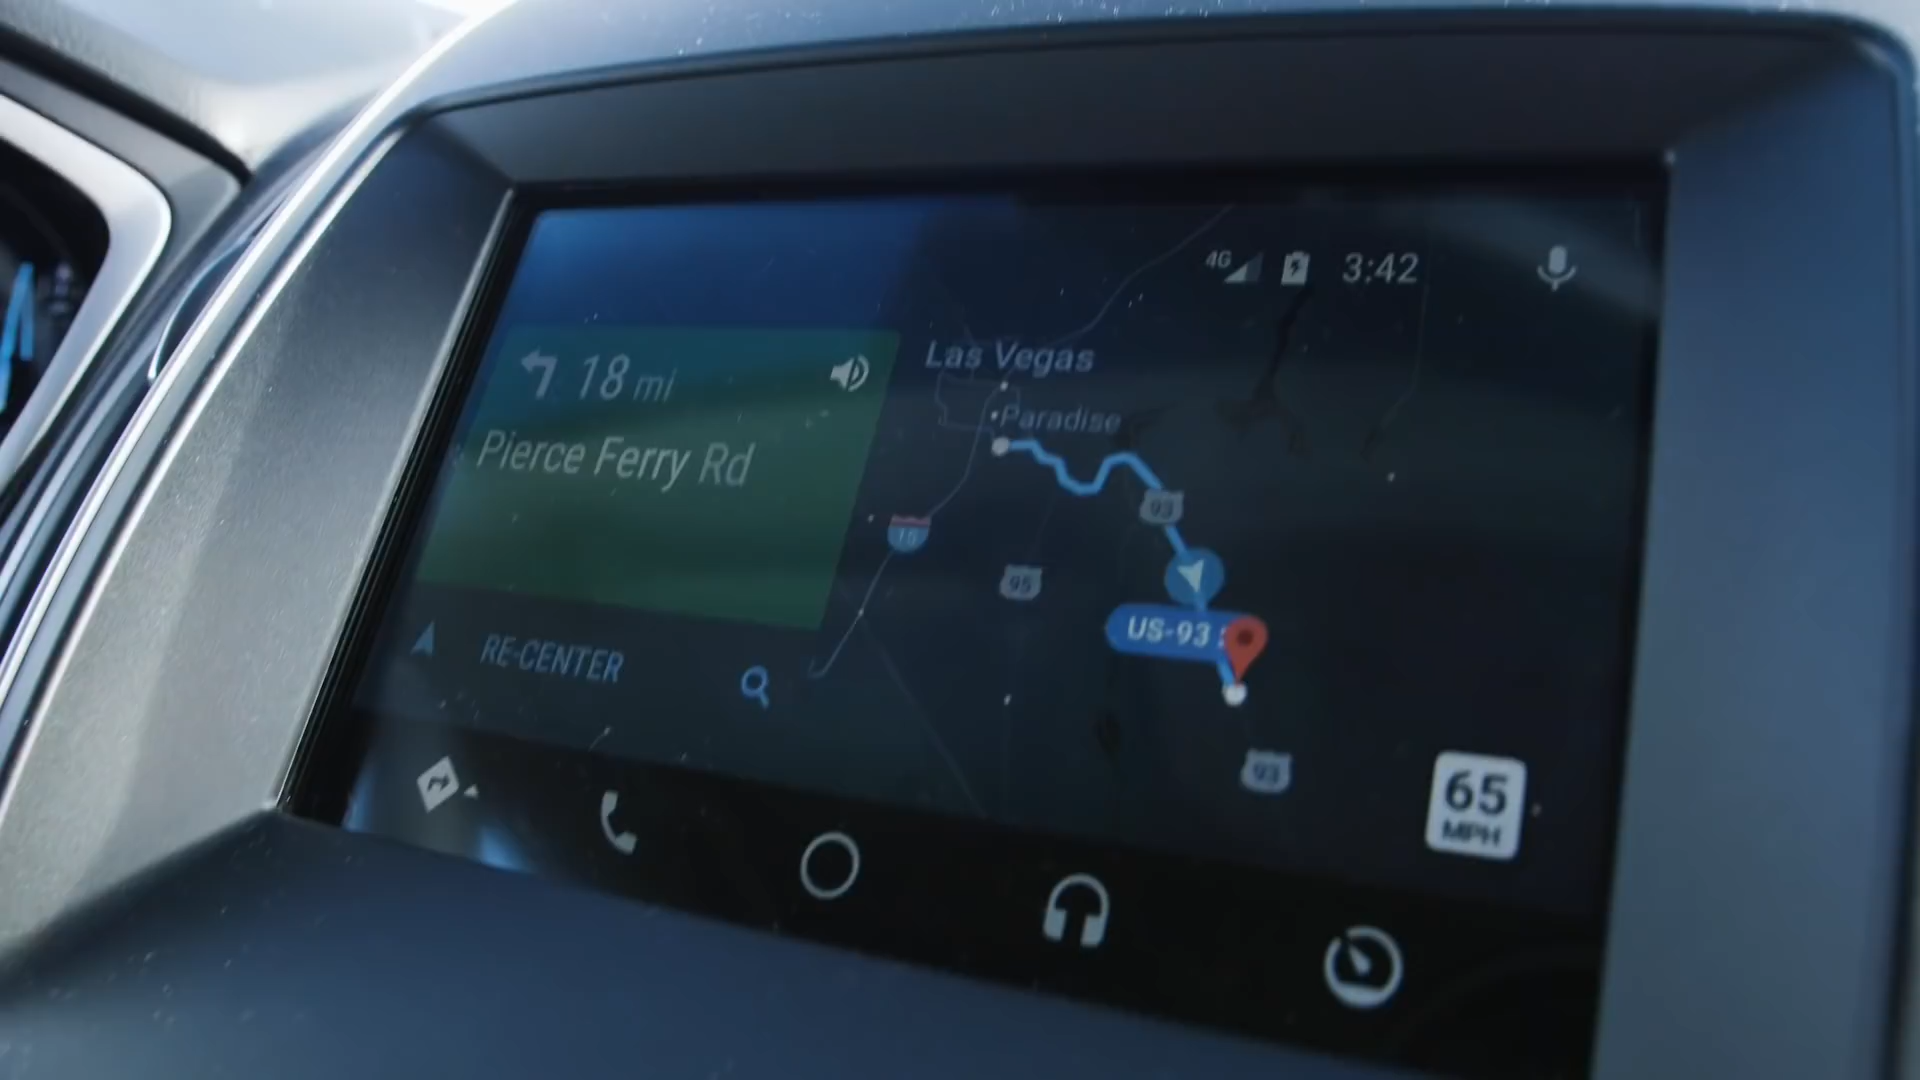 4G 3:42
18 mi
Pierce Ferry Rd
RE-CENTER
Las Vegas
Paradise
93
15
95
US-93
93
65
MPH